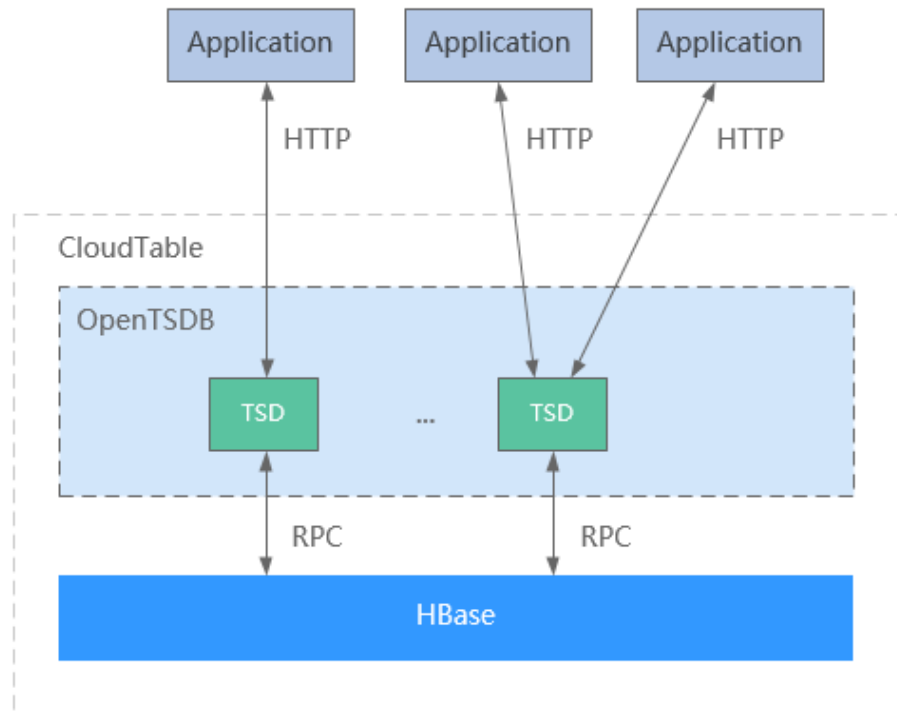 Application
Application
Application
HTTP
HTTP
HTTP
CloudTable
OpenTSDB
TSD
...
TSD
RPC
RPC
HBase